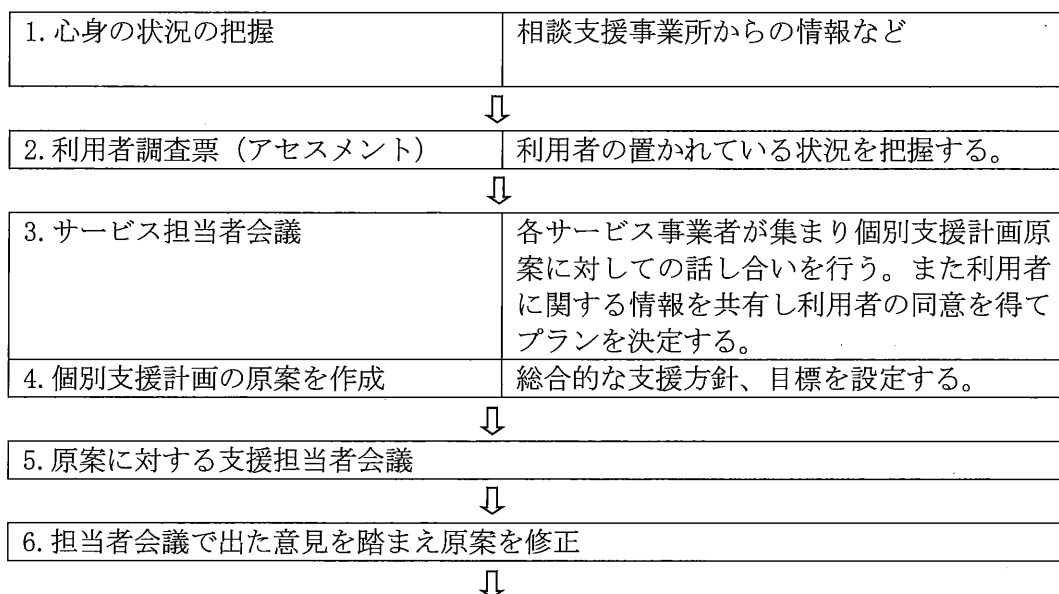 1.心身の状況の把握
相談支援事業所からの情報など
⇩
2.利用者調査票（アセスメント）
利用者の置かれている状況を把握する。
⇩
3.サービス担当者会議
各サービス事業者が集まり個別支援計画原
案に対しての話し合いを行う。また利用者
に関する情報を共有し利用者の同意を得て
プランを決定する。
4.個別支援計画の原案を作成
総合的な支援方針、目標を設定する。
⇩
5.原案に対する支援担当者会議
⇩
6.担当者会議で出た意見を踏まえ原案を修正
⇩